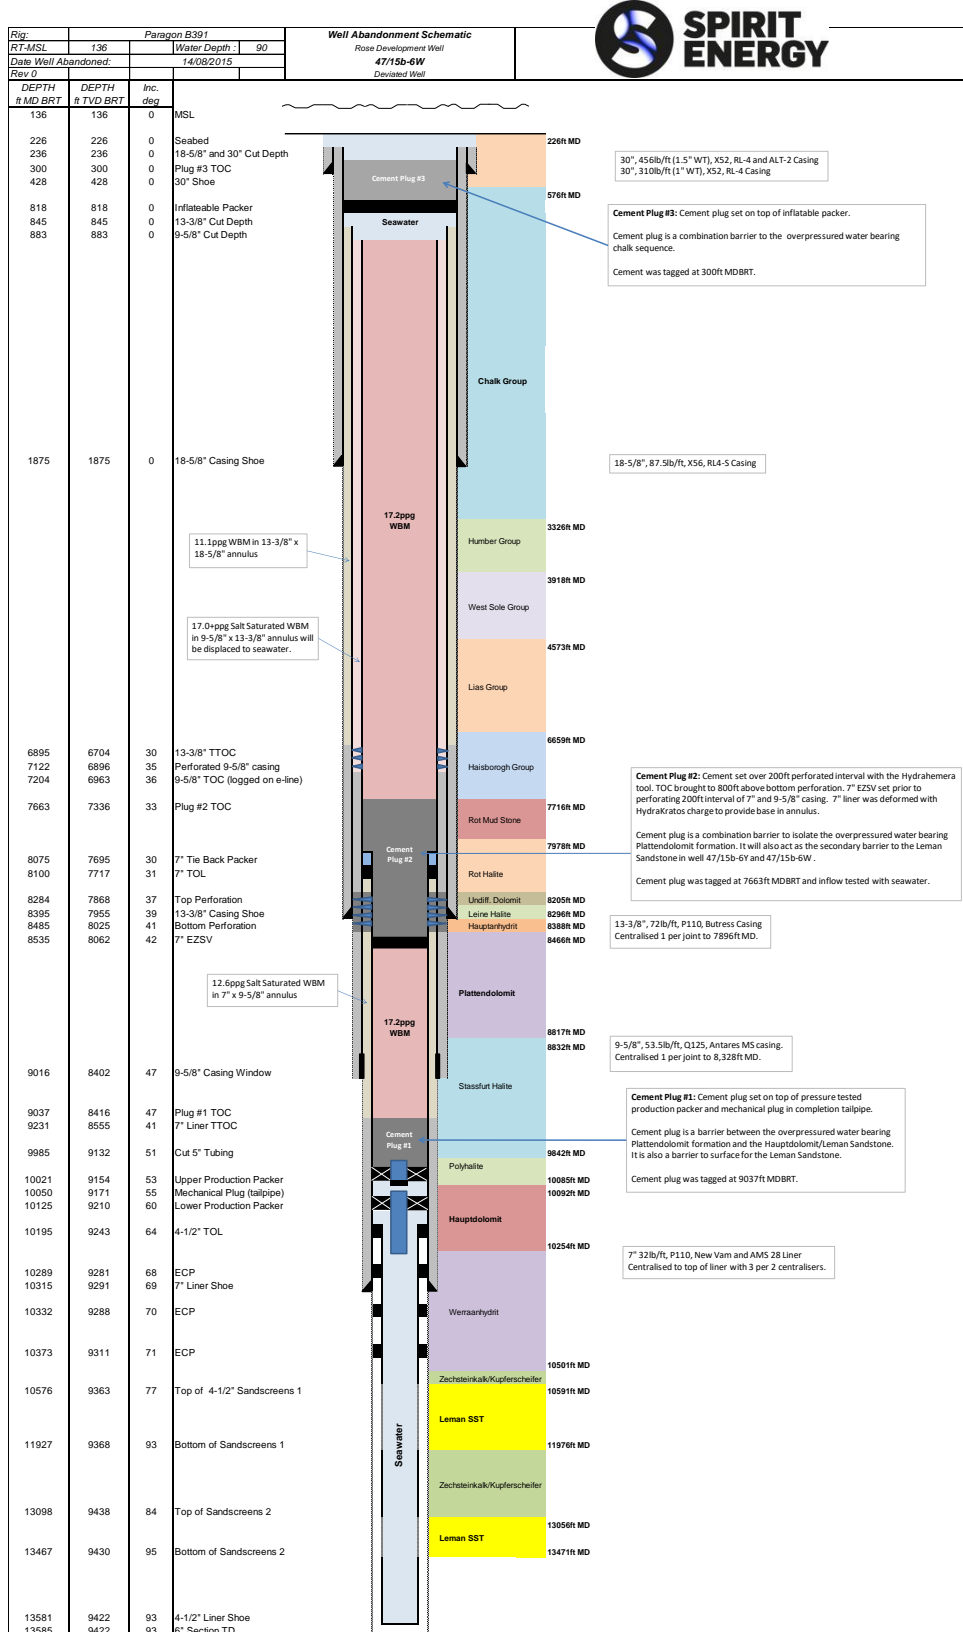 SPIRIT
ENERGY
Rig: Paragon B391
RT-MSL 136 Water Depth : 90
Date Well Abandoned: 14/08/2015
Rev 0
Well Abandonment Schematic
Rose Development Well
47/15b-6W
Deviated Well
DEPTH DEPTH Inc.
ft MD BRT ft TVD BRT deg
136 136 0 MSL
226 226 0 Seabed
236 236 0 18-5/8" and 30" Cut Depth
300 300 0 Plug #3 TOC
428 428 0 30" Shoe
818 818 0 Inflateable Packer
845 845 0 13-3/8" Cut Depth
883 883 0 9-5/8" Cut Depth
1875 1875 0 18-5/8" Casing Shoe
6895 6704 30 13-3/8" TTOC
7122 6896 35 Perforated 9-5/8" casing
7204 6963 36 9-5/8" TOC (logged on e-line)
7663 7336 33 Plug #2 TOC
8075 7695 30 7" Tie Back Packer
8100 7717 31 7" TOL
8284 7868 37 Top Perforation
8395 7955 39 13-3/8" Casing Shoe
8485 8025 41 Bottom Perforation
8535 8062 42 7" EZSV
9016 8402 47 9-5/8" Casing Window
9037 8416 47 Plug #1 TOC
9231 8555 41 7" Liner TTOC
9985 9132 51 Cut 5" Tubing
10021 9154 53 Upper Production Packer
10050 9171 55 Mechanical Plug (tailpipe)
10125 9210 60 Lower Production Packer
10195 9243 64 4-1/2" TOL
10289 9281 68 ECP
10315 9291 69 7" Liner Shoe
10332 9288 70 ECP
10373 9311 71 ECP
10576 9363 77 Top of 4-1/2" Sandscreens 1
11927 9368 93 Bottom of Sandscreens 1
13098 9438 84 Top of Sandscreens 2
13467 9430 95 Bottom of Sandscreens 2
13581 9422 93 4-1/2" Liner Shoe
13585 9422 93 6" Section TD
Cement Plug #3
Seawater
17.2ppg
WBM
Cement
Plug #2
17.2ppg
WBM
Cement
Plug #1
Seawater
11.1ppg WBM in 13-3/8" x
18-5/8" annulus
17.0+ppg Salt Saturated WBM
in 9-5/8" x 13-3/8" annulus will
be displaced to seawater.
12.6ppg Salt Saturated WBM
in 7" x 9-5/8" annulus
226ft MD
576ft MD
Chalk Group
3326ft MD
Humber Group
3918ft MD
West Sole Group
4573ft MD
Lias Group
6659ft MD
Haisborogh Group
7716ft MD
Rot Mud Stone
7978ft MD
Rot Halite
8205ft MD
Undiff. Dolomit
8296ft MD
Leine Halite
8388ft MD
Hauptanhydrit
8466ft MD
Plattendolomit
8817ft MD
8832ft MD
Stassfurt Halite
9842ft MD
Polyhalite
10085ft MD
10092ft MD
Hauptdolomit
10254ft MD
Werraanhydrit
10501ft MD
Zechsteinkalk/Kupferscheifer
10591ft MD
Leman SST
11976ft MD
Zechsteinkalk/Kupferscheifer
13056ft MD
Leman SST
13471ft MD
30", 456lb/ft (1.5" WT), X52, RL-4 and ALT-2 Casing
30", 310lb/ft (1" WT), X52, RL-4 Casing
Cement Plug #3: Cement plug set on top of inflatable packer.
Cement plug is a combination barrier to the overpressured water bearing
chalk sequence.
Cement was tagged at 300ft MDBRT.
18-5/8", 87.5lb/ft, X56, RL4-S Casing
Cement Plug #2: Cement set over 200ft perforated interval with the Hydrahemera
tool. TOC brought to 800ft above bottom perforation. 7" EZSV set prior to
perforating 200ft interval of 7" and 9-5/8" casing. 7" liner was deformed with
HydraKratos charge to provide base in annulus.
Cement plug is a combination barrier to isolate the overpressured water bearing
Plattendolomit formation. It will also act as the secondary barrier to the Leman
Sandstone in well 47/15b-6Y and 47/15b-6W .
Cement plug was tagged at 7663ft MDBRT and inflow tested with seawater.
13-3/8", 72lb/ft, P110, Butress Casing
Centralised 1 per joint to 7896ft MD.
9-5/8", 53.5lb/ft, Q125, Antares MS casing.
Centralised 1 per joint to 8,328ft MD.
Cement Plug #1: Cement plug set on top of pressure tested
production packer and mechanical plug in completion tailpipe.
Cement plug is a barrier between the overpressured water bearing
Plattendolomit formation and the Hauptdolomit/Leman Sandstone.
It is also a barrier to surface for the Leman Sandstone.
Cement plug was tagged at 9037ft MDBRT.
7" 32lb/ft, P110, New Vam and AMS 28 Liner
Centralised to top of liner with 3 per 2 centralisers.